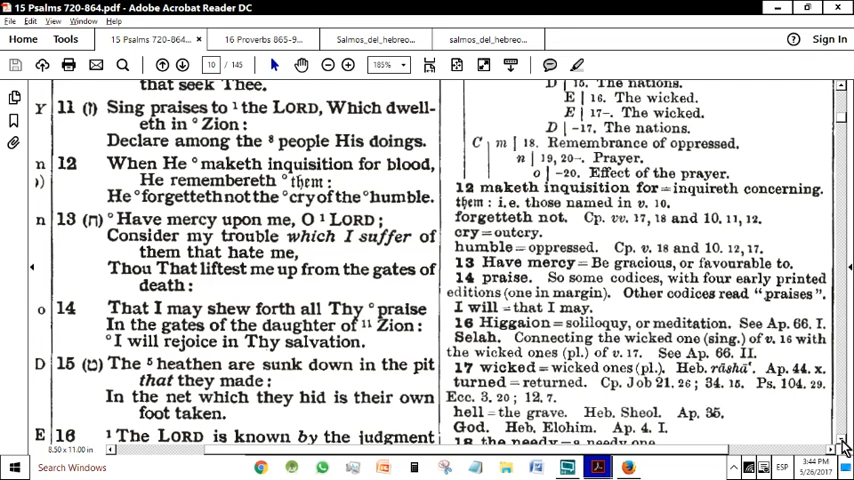 15 Psalms 720-864.pdf - Adobe Acrobat Reader DC
File Edit View Window Help
Home Tools 15 Psalms 720-864... × 16 Proverbs 865-9... Salmos_del_hebreo... salmos_del_hebreo... Sign In
10 / 145 185%
that seek Thee.
Y 11 (ו) Sing praises to ¹ the LORD, Which dwell-
eth in ° Zion:
Declare among the ⁸ people His doings.
n 12 When He ° maketh inquisition for blood,
He remembereth ° them:
He ° forgetteth not the ° cry of the ° humble.
n 13 (ח) ° Have mercy upon me, O ¹ LORD;
Consider my trouble which I suffer of
them that hate me,
Thou That liftest me up from the gates of
death:
o 14 That I may shew forth all Thy ° praise
In the gates of the daughter of ¹¹ Zion:
° I will rejoice in Thy salvation.
D 15 (ט) The ⁵ heathen are sunk down in the pit
that they made:
In the net which they hid is their own
foot taken.
E 16 ¹ The LORD is known by the judgment
D | 15. The nations.
E | 16. The wicked.
E | 17-. The wicked.
D | -17. The nations.
C m | 18. Remembrance of oppressed.
n | 19, 20-. Prayer.
o | -20. Effect of the prayer.
12 maketh inquisition for = inquireth concerning.
them: i.e. those named in v. 10.
forgetteth not. Cp. vv. 17, 18 and 10. 11, 12.
cry = outcry.
humble = oppressed. Cp. v. 18 and 10. 12, 17.
13 Have mercy = Be gracious, or favourable to.
14 praise. So some codices, with four early printed
editions (one in margin). Other codices read "praises".
I will = that I may.
16 Higgaion = soliloquy, or meditation. See Ap. 66. I.
Selah. Connecting the wicked one (sing.) of v. 16 with
the wicked ones (pl.) of v. 17. See Ap. 66. II.
17 wicked = wicked ones (pl.). Heb. rāshā'. Ap. 44. x.
turned = returned. Cp. Job 21. 26; 34. 15. Ps. 104. 29.
Ecc. 3. 20; 12. 7.
hell = the grave. Heb. Sheol. Ap. 35.
God. Heb. Elohim. Ap. 4. I.
18 the needy = a needy one.
8.50 x 11.00 in
Search Windows
ESP
3:44 PM
5/26/2017